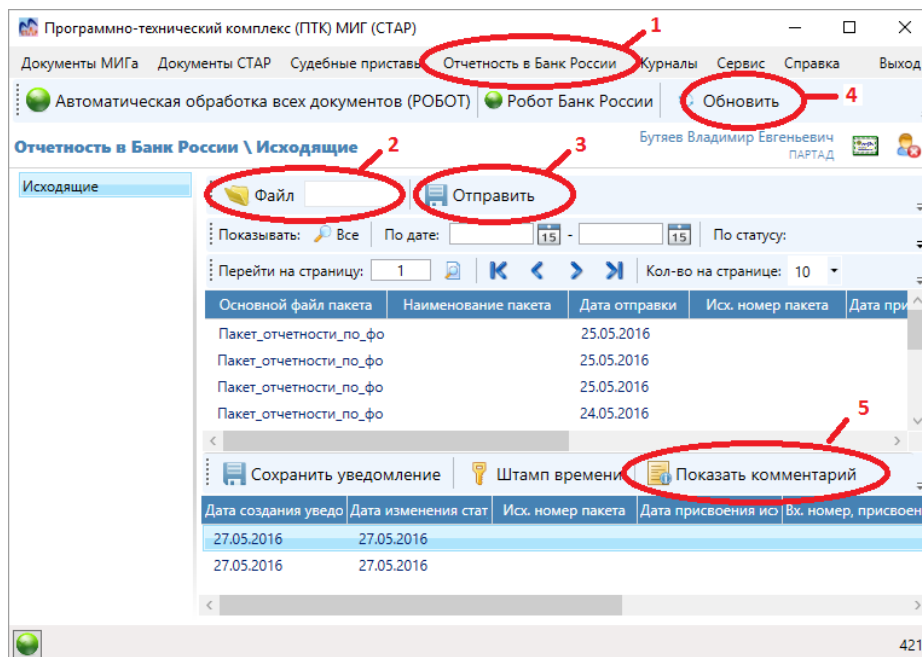 Программно-технический комплекс (ПТК) МИГ (СТАР)
1
Документы МИГа Документы СТАР Судебные приставы Отчетность в Банк России Журналы Сервис Справка Выход
Автоматическая обработка всех документов (РОБОТ) Робот Банк России Обновить 4
Отчетность в Банк России \ Исходящие 2 3 Бутяев Владимир Евгеньевич
ПАРТАД
Исходящие
Файл Отправить
Показывать: Все По дате: 15 - 15 По статусу:
Перейти на страницу: 1 Кол-во на странице: 10
Основной файл пакета Наименование пакета Дата отправки Исх. номер пакета Дата при
Пакет_отчетности_по_фо 25.05.2016
Пакет_отчетности_по_фо 25.05.2016
Пакет_отчетности_по_фо 25.05.2016
Пакет_отчетности_по_фо 24.05.2016
5
Сохранить уведомление Штамп времени Показать комментарий
Дата создания уведо Дата изменения стат Исх. номер пакета Дата присвоения исх Вх. номер, присвоен
27.05.2016 27.05.2016
27.05.2016 27.05.2016
421